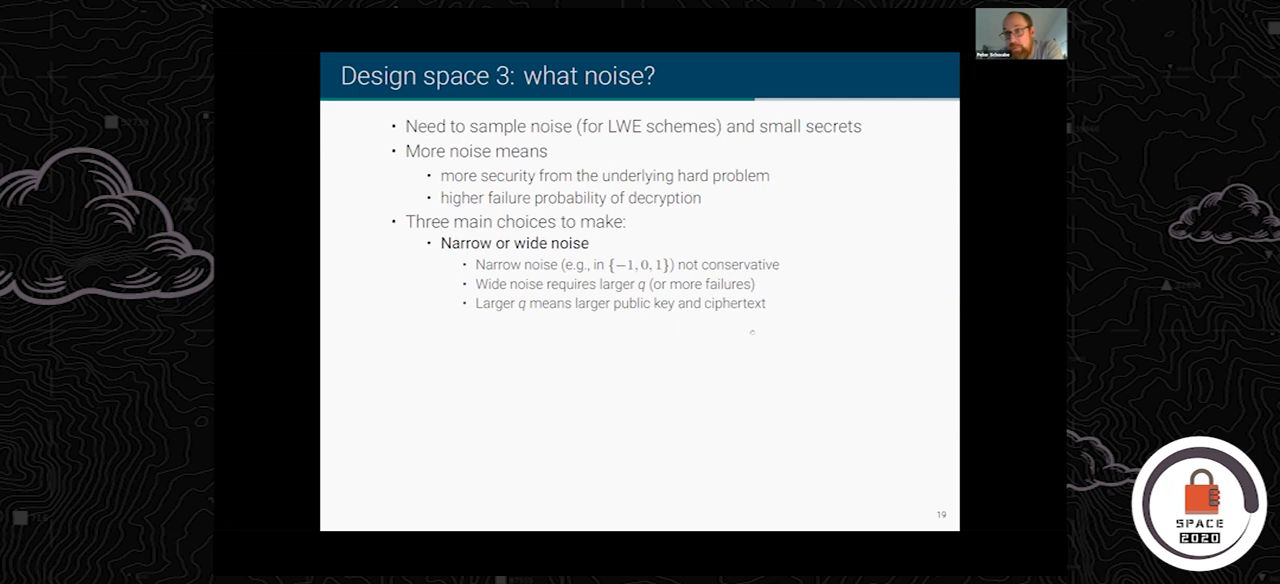 Peter Schwabe
Design space 3: what noise?
• Need to sample noise (for LWE schemes) and small secrets
• More noise means
• more security from the underlying hard problem
• higher failure probability of decryption
• Three main choices to make:
• Narrow or wide noise
• Narrow noise (e.g., in {−1, 0, 1}) not conservative
• Wide noise requires larger q (or more failures)
• Larger q means larger public key and ciphertext
19
SPACE
2020